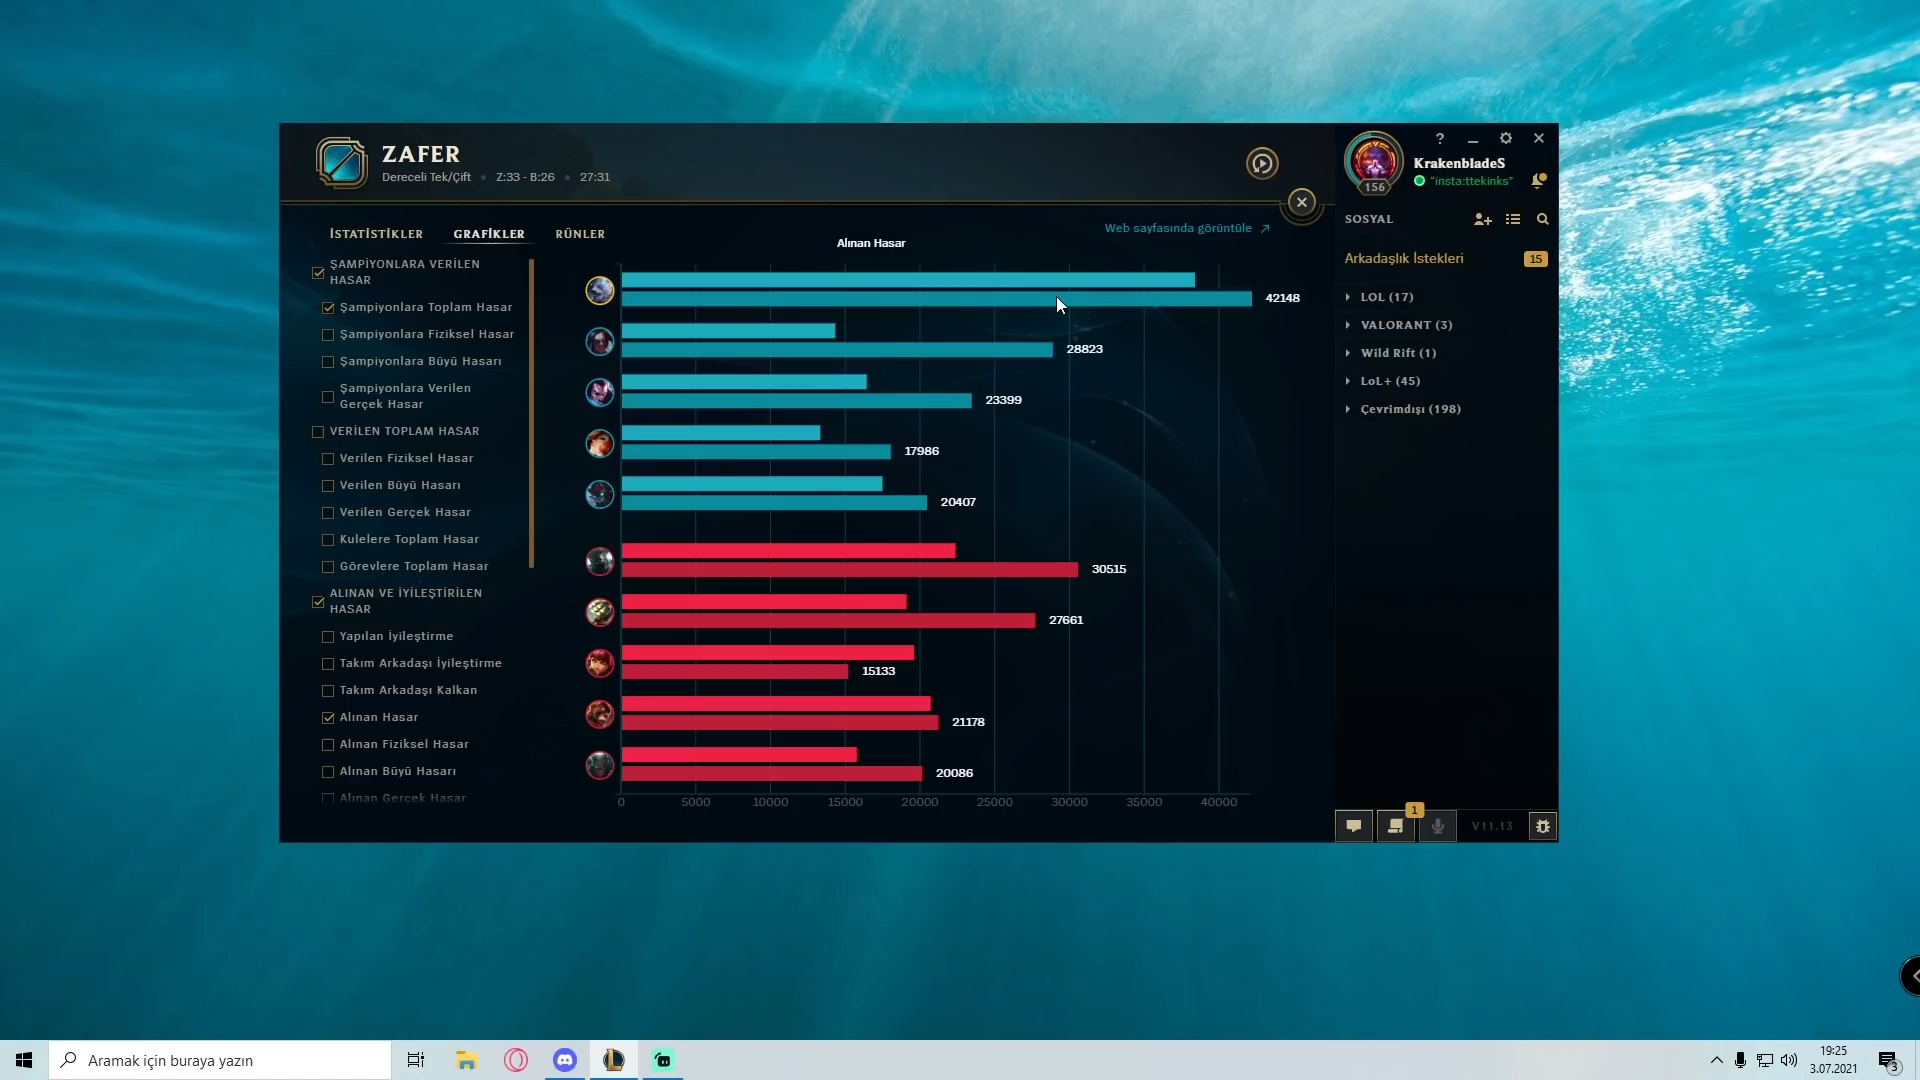 ZAFER
Dereceli Tek/Çift • Z:33 - B:26 • 27:31
?
KrakenbladeS
"insta:ttekinks"
156
İSTATİSTİKLER
GRAFİKLER
RÜNLER
Web sayfasında görüntüle
SOSYAL
Arkadaşlık İstekleri
15
LOL (17)
VALORANT (3)
Wild Rift (1)
LoL+ (45)
Çevrimdışı (198)
ŞAMPİYONLARA VERİLEN
HASAR
Şampiyonlara Toplam Hasar
Şampiyonlara Fiziksel Hasar
Şampiyonlara Büyü Hasarı
Şampiyonlara Verilen
Gerçek Hasar
VERİLEN TOPLAM HASAR
Verilen Fiziksel Hasar
Verilen Büyü Hasarı
Verilen Gerçek Hasar
Kulelere Toplam Hasar
Görevlere Toplam Hasar
ALINAN VE İYİLEŞTİRİLEN
HASAR
Yapılan İyileştirme
Takım Arkadaşı İyileştirme
Takım Arkadaşı Kalkan
Alınan Hasar
Alınan Fiziksel Hasar
Alınan Büyü Hasarı
Alınan Gerçek Hasar
Alınan Hasar
42148
28823
23399
17986
20407
30515
27661
15133
21178
20086
0 5000 10000 15000 20000 25000 30000 35000 40000
1
V11.13
Aramak için buraya yazın
19:25
3.07.2021
3